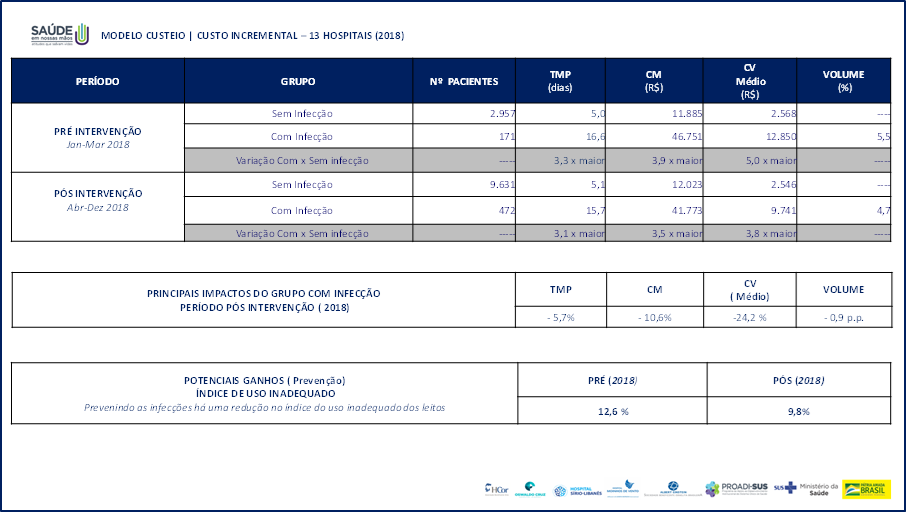 SAÚDE
em nossas mãos
MODELO CUSTEIO | CUSTO INCREMENTAL – 13 HOSPITAIS (2018)
PERÍODO GRUPO Nº PACIENTES TMP (dias) CM (R$) CV Médio (R$) VOLUME (%)
PRÉ INTERVENÇÃO
Jan-Mar 2018
Sem Infecção 2.957 5,0 11.885 2.568 ----
Com Infecção 171 16,6 46.751 12.850 5,5
Variação Com x Sem infecção ----- 3,3 x maior 3,9 x maior 5,0 x maior -----
PÓS INTERVENÇÃO
Abr-Dez 2018
Sem Infecção 9.631 5,1 12.023 2.546 ----
Com Infecção 472 15,7 41.773 9.741 4,7
Variação Com x Sem infecção ----- 3,1 x maior 3,5 x maior 3,8 x maior -----
PRINCIPAIS IMPACTOS DO GRUPO COM INFECÇÃO
PERÍODO PÓS INTERVENÇÃO ( 2018)
TMP CM CV ( Médio) VOLUME
- 5,7% - 10,6% -24,2 % - 0,9 p.p.
POTENCIAIS GANHOS ( Prevenção)
ÍNDICE DE USO INADEQUADO
Prevenindo as infecções há uma redução no índice do uso inadequado dos leitos
PRÉ (2018) PÓS (2018)
12,6 % 9,8%
HCor
OSWALDO CRUZ
HOSPITAL
SÍRIO-LIBANÊS
ALBERT EINSTEIN
PROADI-SUS
SUS
Ministério da
Saúde
PÁTRIA AMADA
BRASIL